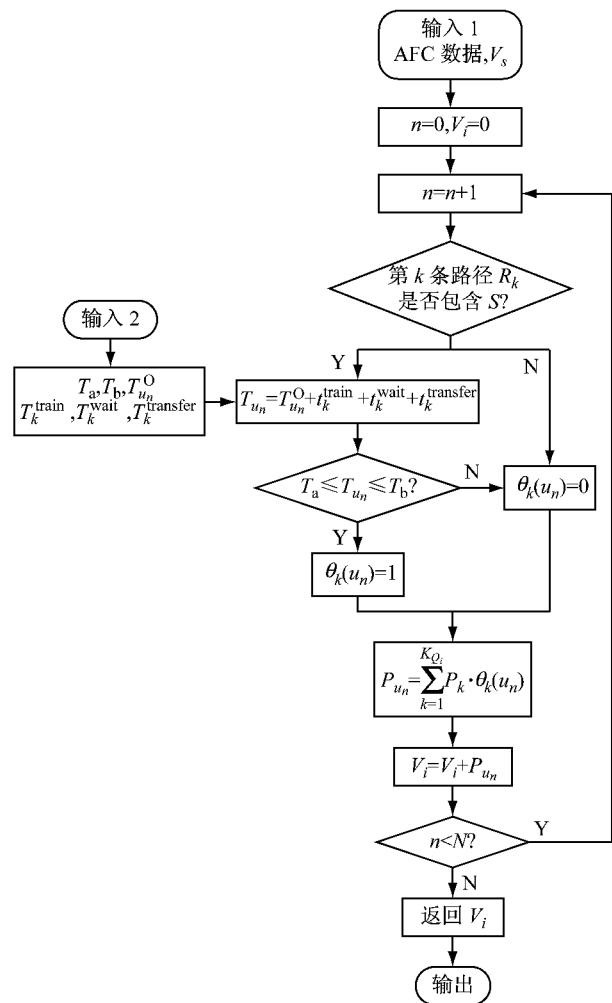 输入 1
AFC 数据,V_s
n=0,V_i=0
n=n+1
第 k 条路径 R_k
是否包含 S?
输入 2
Y
N
T_a,T_b,T_{u_n}^O
T_k^{train},T_k^{wait},T_k^{transfer}
T_{u_n}=T_{u_n}^O+t_k^{train}+t_k^{wait}+t_k^{transfer}
T_a≤T_{u_n}≤T_b?
N
θ_k(u_n)=0
Y
θ_k(u_n)=1
P_{u_n}=∑_{k=1}^{K_{Q_i}}P_k·θ_k(u_n)
V_i=V_i+P_{u_n}
n<N?
Y
N
返回 V_i
输出